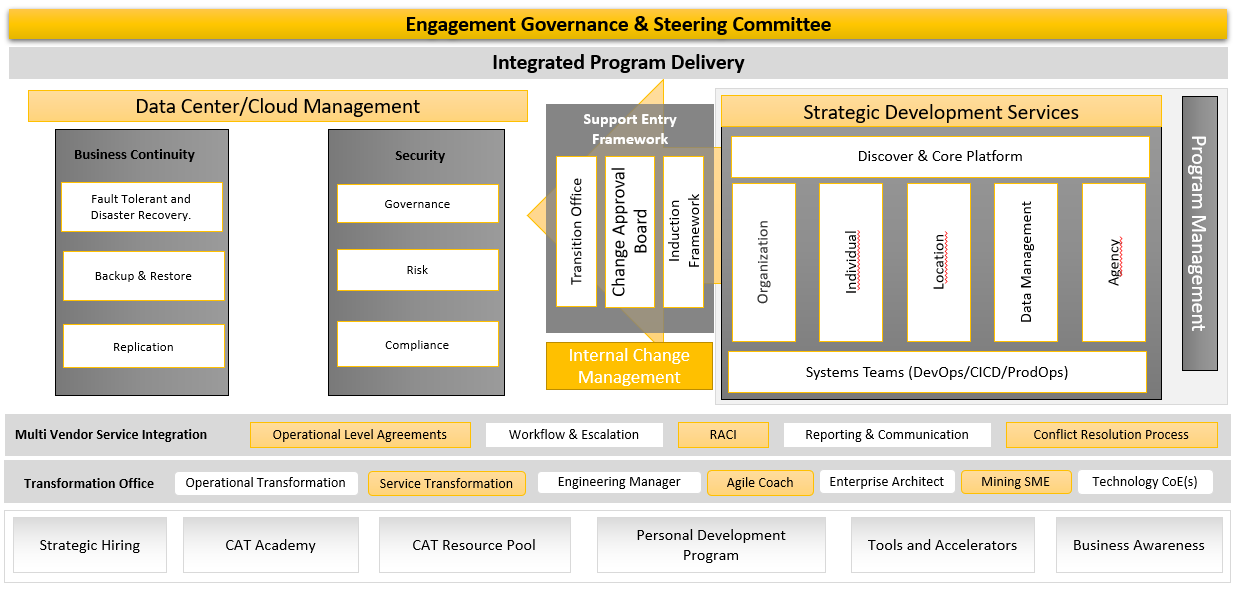 Engagement Governance & Steering Committee
Integrated Program Delivery
Data Center/Cloud Management
Business Continuity
Fault Tolerant and
Disaster Recovery.
Backup & Restore
Replication
Security
Governance
Risk
Compliance
Support Entry
Framework
Transition Office
Change Approval
Board
Induction
Framework
Internal Change
Management
Strategic Development Services
Discover & Core Platform
Organization
Individual
Location
Data Management
Agency
Systems Teams (DevOps/CICD/ProdOps)
Program Management
Multi Vendor Service Integration
Operational Level Agreements
Workflow & Escalation
RACI
Reporting & Communication
Conflict Resolution Process
Transformation Office
Operational Transformation
Service Transformation
Engineering Manager
Agile Coach
Enterprise Architect
Mining SME
Technology CoE(s)
Strategic Hiring
CAT Academy
CAT Resource Pool
Personal Development
Program
Tools and Accelerators
Business Awareness